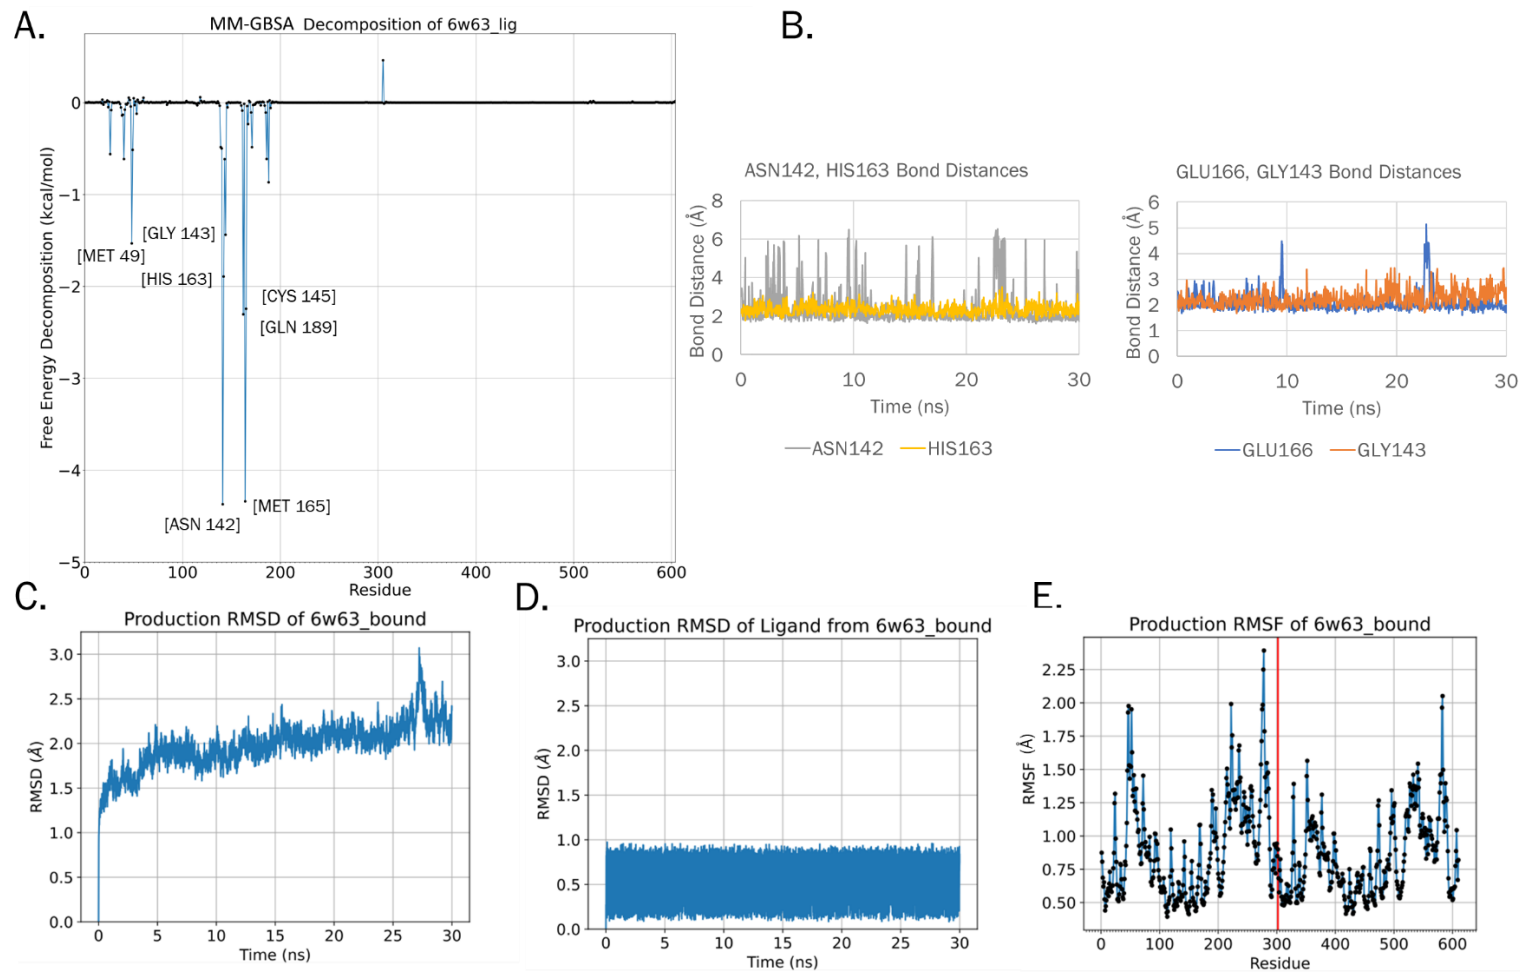 A.
MM-GBSA Decomposition of 6w63_lig
Free Energy Decomposition (kcal/mol)
0
−1
−2
−3
−4
−5
[MET 49]
[GLY 143]
[HIS 163]
[CYS 145]
[GLN 189]
[MET 165]
[ASN 142]
0 100 200 300 400 500 600
Residue
B.
ASN142, HIS163 Bond Distances
Bond Distance (Å)
8
6
4
2
0
0 10 20 30
Time (ns)
ASN142 HIS163
GLU166, GLY143 Bond Distances
Bond Distance (Å)
6
5
4
3
2
1
0
0 10 20 30
Time (ns)
GLU166 GLY143
C.
Production RMSD of 6w63_bound
RMSD (Å)
3.0
2.5
2.0
1.5
1.0
0.5
0.0
0 5 10 15 20 25 30
Time (ns)
D.
Production RMSD of Ligand from 6w63_bound
RMSD (Å)
3.0
2.5
2.0
1.5
1.0
0.5
0.0
0 5 10 15 20 25 30
Time (ns)
E.
Production RMSF of 6w63_bound
RMSF (Å)
2.25
2.00
1.75
1.50
1.25
1.00
0.75
0.50
0 100 200 300 400 500 600
Residue